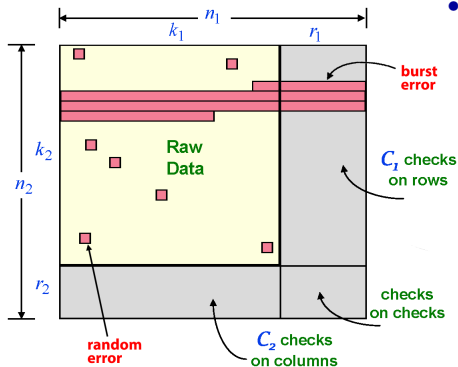 n₁
k₁
r₁
burst
error
k₂
n₂
Raw
Data
C₁ checks
on rows
r₂
checks
on checks
random
error
C₂ checks
on columns